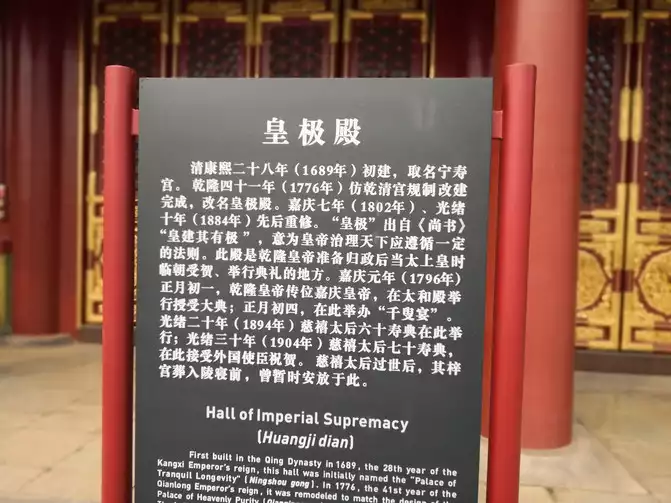 皇极殿
清康熙二十八年（1689年）初建，取名宁寿
宫。乾隆四十一年（1776年）仿乾清宫规制改建
完成，改名皇极殿。嘉庆七年（1802年）、光绪
十年（1884年）先后重修。“皇极”出自《尚书》
“皇建其有极”，意为皇帝治理天下应遵循一定
的法则。此殿是乾隆皇帝准备归政后当太上皇时
临朝受贺、举行典礼的地方。嘉庆元年（1796年）
正月初一，乾隆皇帝传位嘉庆皇帝，在太和殿举
行授受大典；正月初四，在此举办“千叟宴”。
光绪二十年（1894年）慈禧太后六十寿典在此举
行；光绪三十年（1904年）慈禧太后七十寿典，
在此接受外国使臣祝贺。慈禧太后过世后，其梓
宫葬入陵寝前，曾暂时安放于此。
Hall of Imperial Supremacy
(Huangji dian)
First built in the Qing Dynasty in 1689, the 28th year of the
Kangxi Emperor's reign, this hall was initially named the "Palace of
Tranquil Longevity" (Ningshou gong). In 1776, the 41st year of the
Qianlong Emperor's reign, it was remodeled to match the design of the
Palace of Heavenly Purity